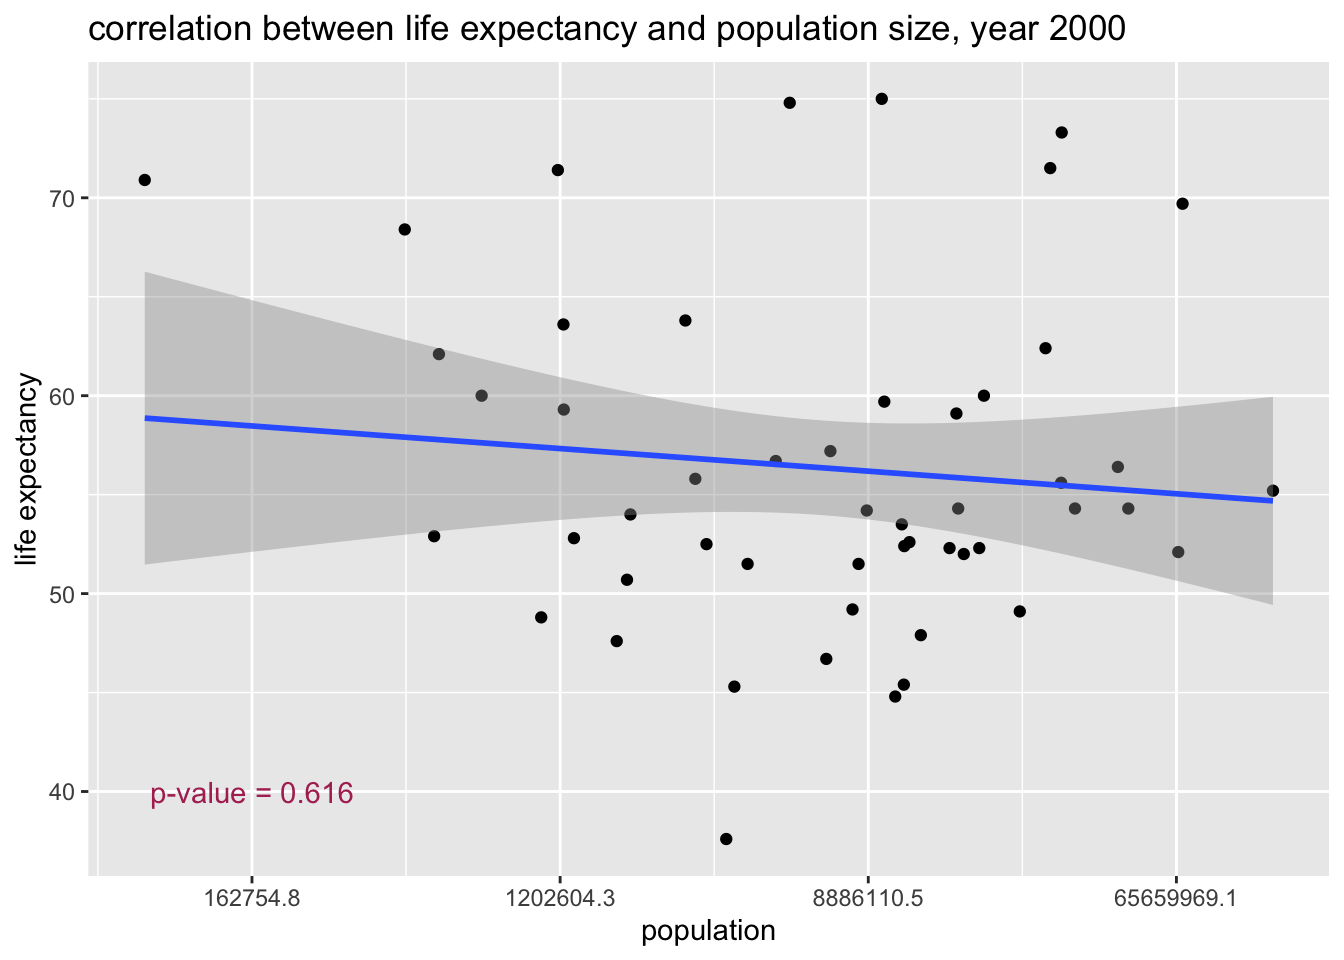 correlation between life expectancy and population size, year 2000
life expectancy
70
60
50
40
p-value = 0.616
162754.8
1202604.3
8886110.5
65659969.1
population